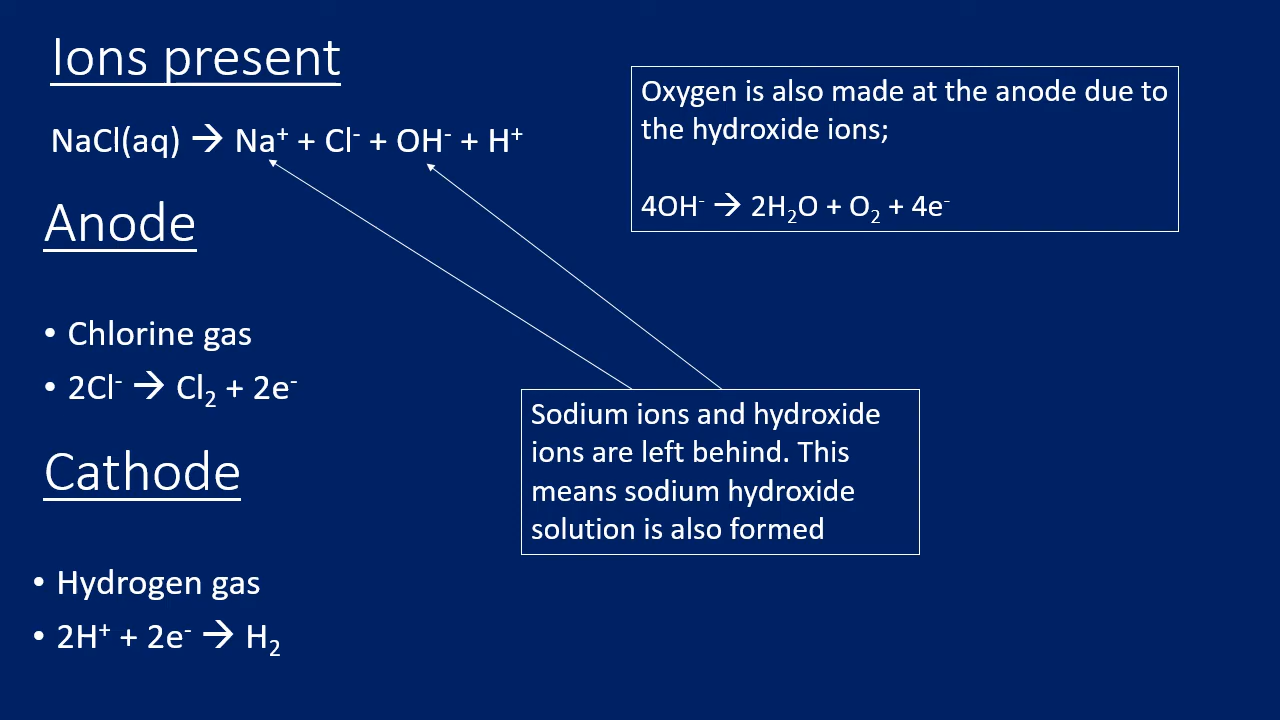 Ions present
NaCl(aq) → Na⁺ + Cl⁻ + OH⁻ + H⁺
Oxygen is also made at the anode due to
the hydroxide ions;
4OH⁻ → 2H₂O + O₂ + 4e⁻
Anode
• Chlorine gas
• 2Cl⁻ → Cl₂ + 2e⁻
Sodium ions and hydroxide
ions are left behind. This
means sodium hydroxide
solution is also formed
Cathode
• Hydrogen gas
• 2H⁺ + 2e⁻ → H₂